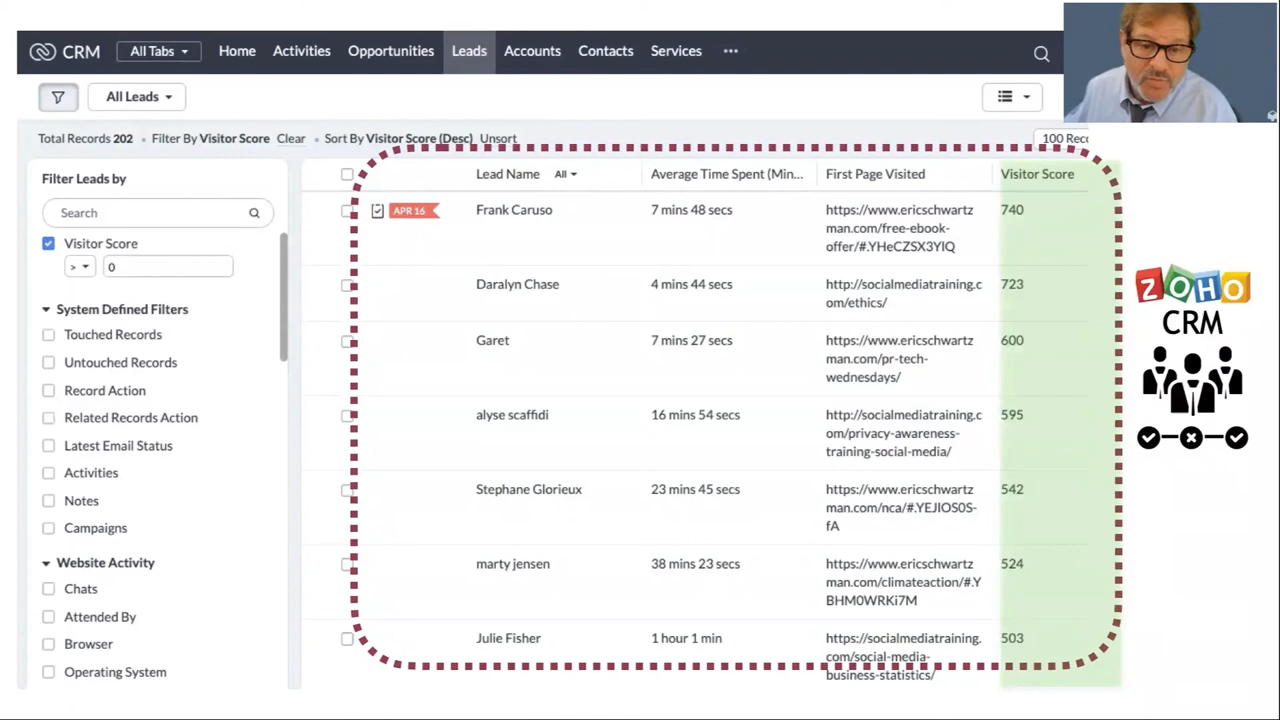 CRM
All Tabs
Home
Activities
Opportunities
Leads
Accounts
Contacts
Services
•••
All Leads
Total Records 202 • Filter By Visitor Score Clear • Sort By Visitor Score (Desc) Unsort
100 Reco
Filter Leads by
Search
Visitor Score
> 0
System Defined Filters
Touched Records
Untouched Records
Record Action
Related Records Action
Latest Email Status
Activities
Notes
Campaigns
Website Activity
Chats
Attended By
Browser
Operating System
Lead Name All Average Time Spent (Min... First Page Visited Visitor Score
APR 16 Frank Caruso 7 mins 48 secs https://www.ericschwartz 740
man.com/free-ebook-
offer/#.YHeCZSX3YIQ
Daralyn Chase 4 mins 44 secs http://socialmediatraining.c 723
om/ethics/
Garet 7 mins 27 secs https://www.ericschwartz 600
man.com/pr-tech-
wednesdays/
alyse scaffidi 16 mins 54 secs http://socialmediatraining.c 595
om/privacy-awareness-
training-social-media/
Stephane Glorieux 23 mins 45 secs https://www.ericschwartz 542
man.com/nca/#.YEJIOS0S-
fA
marty jensen 38 mins 23 secs https://www.ericschwartz 524
man.com/climateaction/#.Y
BHM0WRKi7M
Julie Fisher 1 hour 1 min https://socialmediatraining. 503
com/social-media-
business-statistics/
ZOHO
CRM